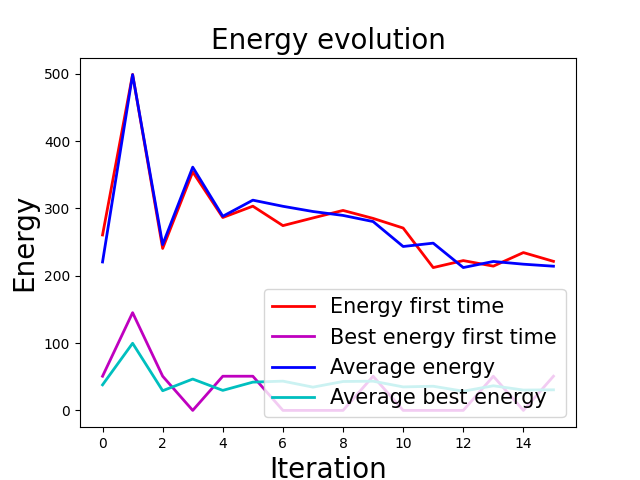 Energy evolution
Energy
500
400
300
200
100
0
Energy first time
Best energy first time
Average energy
Average best energy
0 2 4 6 8 10 12 14
Iteration